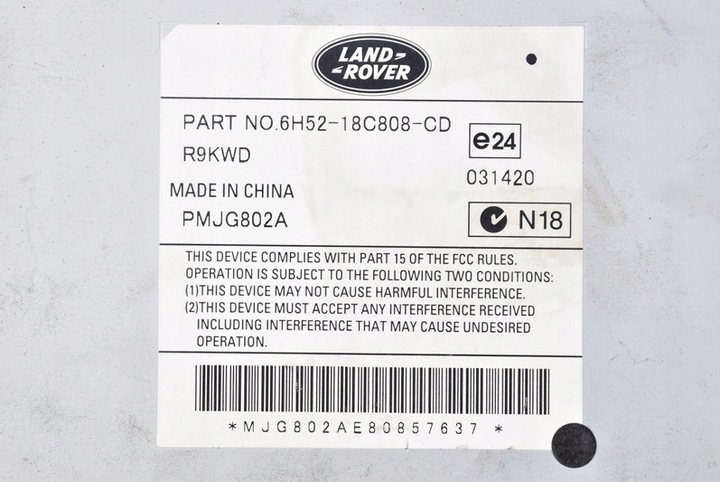 LAND-
-ROVER
PART NO.6H52-18C808-CD
R9KWD
e24
031420
MADE IN CHINA
PMJG802A
N18
THIS DEVICE COMPLIES WITH PART 15 OF THE FCC RULES.
OPERATION IS SUBJECT TO THE FOLLOWING TWO CONDITIONS:
(1)THIS DEVICE MAY NOT CAUSE HARMFUL INTERFERENCE.
(2)THIS DEVICE MUST ACCEPT ANY INTERFERENCE RECEIVED
INCLUDING INTERFERENCE THAT MAY CAUSE UNDESIRED
OPERATION.
*MJG802AE80857637 *